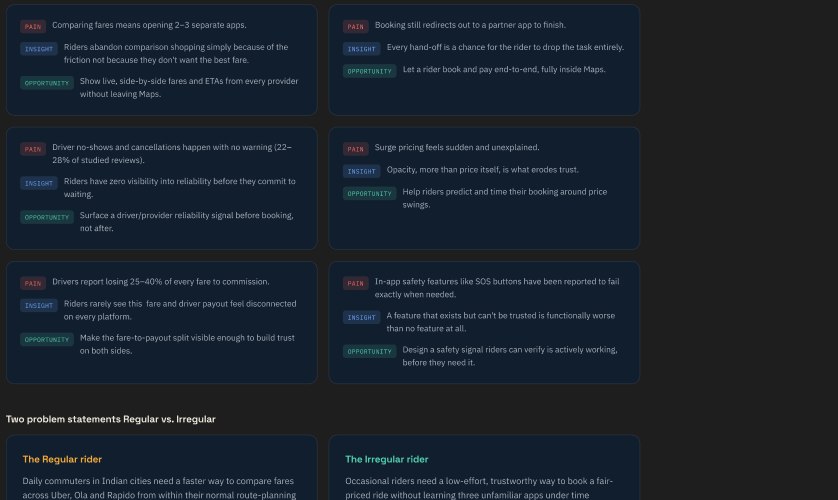 PAIN Comparing fares means opening 2–3 separate apps.
INSIGHT Riders abandon comparison shopping simply because of the
friction not because they don't want the best fare.
OPPORTUNITY Show live, side-by-side fares and ETAs from every provider
without leaving Maps.
PAIN Booking still redirects out to a partner app to finish.
INSIGHT Every hand-off is a chance for the rider to drop the task entirely.
OPPORTUNITY Let a rider book and pay end-to-end, fully inside Maps.
PAIN Driver no-shows and cancellations happen with no warning (22–
28% of studied reviews).
INSIGHT Riders have zero visibility into reliability before they commit to
waiting.
OPPORTUNITY Surface a driver/provider reliability signal before booking,
not after.
PAIN Surge pricing feels sudden and unexplained.
INSIGHT Opacity, more than price itself, is what erodes trust.
OPPORTUNITY Help riders predict and time their booking around price
swings.
PAIN Drivers report losing 25–40% of every fare to commission.
INSIGHT Riders rarely see this fare and driver payout feel disconnected
on every platform.
OPPORTUNITY Make the fare-to-payout split visible enough to build trust
on both sides.
PAIN In-app safety features like SOS buttons have been reported to fail
exactly when needed.
INSIGHT A feature that exists but can't be trusted is functionally worse
than no feature at all.
OPPORTUNITY Design a safety signal riders can verify is actively working,
before they need it.
Two problem statements Regular vs. Irregular
The Regular rider
Daily commuters in Indian cities need a faster way to compare fares
across Uber, Ola and Rapido from within their normal route-planning
The Irregular rider
Occasional riders need a low-effort, trustworthy way to book a fair-
priced ride without learning three unfamiliar apps under time